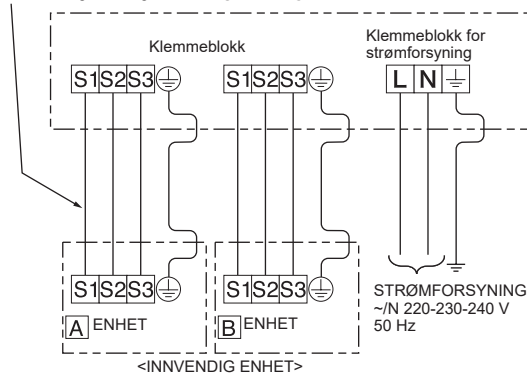 Klemmeblokk
Klemmeblokk for
strømforsyning
S1 S2 S3
S1 S2 S3
L N
S1 S2 S3
S1 S2 S3
A ENHET
B ENHET
STRØMFORSYNING
~/N 220-230-240 V
50 Hz
<INNVENDIG ENHET>